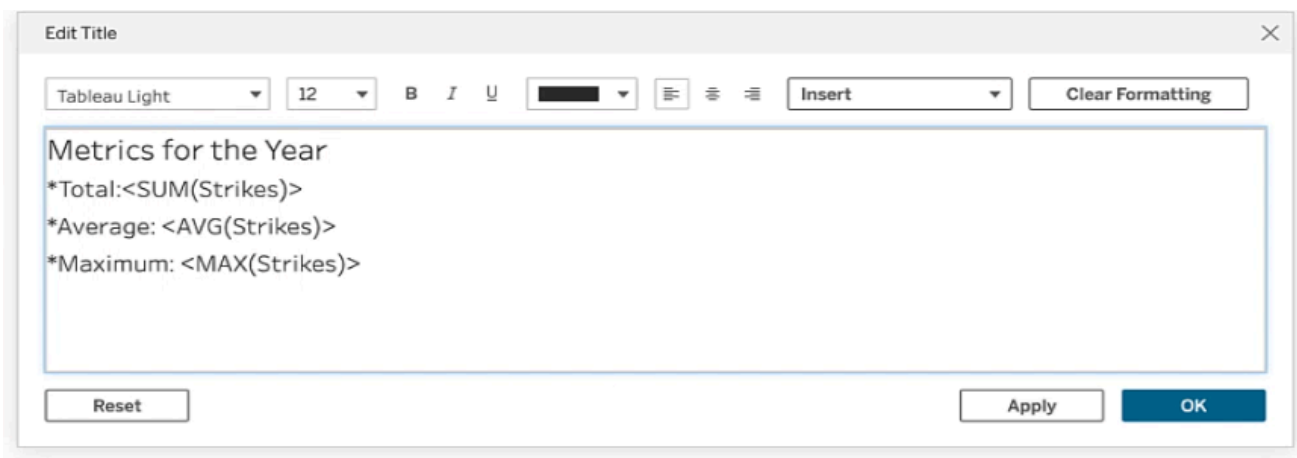 Edit Title
Tableau Light 12 B I U Insert Clear Formatting
Metrics for the Year
*Total:<SUM(Strikes)>
*Average: <AVG(Strikes)>
*Maximum: <MAX(Strikes)>
Reset Apply OK